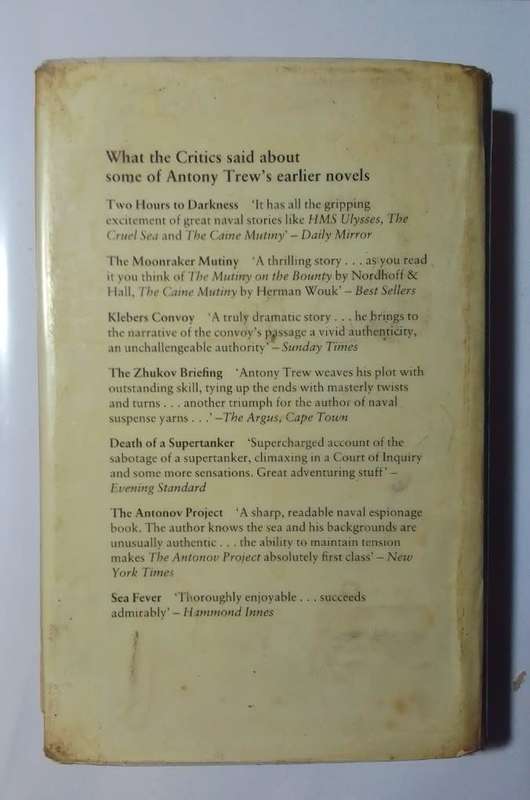 What the Critics said about
some of Antony Trew's earlier novels
Two Hours to Darkness 'It has all the gripping
excitement of great naval stories like HMS Ulysses, The
Cruel Sea and The Caine Mutiny' – Daily Mirror
The Moonraker Mutiny 'A thrilling story . . . as you read
it you think of The Mutiny on the Bounty by Nordhoff &
Hall, The Caine Mutiny by Herman Wouk' – Best Sellers
Klebers Convoy 'A truly dramatic story . . . he brings to
the narrative of the convoy's passage a vivid authenticity,
an unchallengeable authority' – Sunday Times
The Zhukov Briefing 'Antony Trew weaves his plot with
outstanding skill, tying up the ends with masterly twists
and turns . . . another triumph for the author of naval
suspense yarns . . .' –The Argus, Cape Town
Death of a Supertanker 'Supercharged account of the
sabotage of a supertanker, climaxing in a Court of Inquiry
and some more sensations. Great adventuring stuff' –
Evening Standard
The Antonov Project 'A sharp, readable naval espionage
book. The author knows the sea and his backgrounds are
unusually authentic . . . the ability to maintain tension
makes The Antonov Project absolutely first class' – New
York Times
Sea Fever 'Thoroughly enjoyable . . . succeeds
admirably' – Hammond Innes